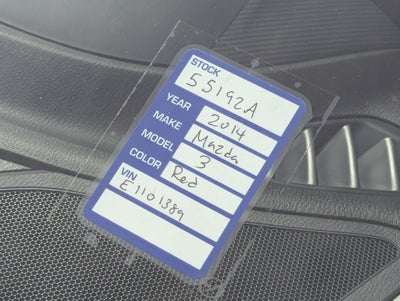 STOCK
55192A
YEAR 2014
MAKE Mazda
MODEL 3
COLOR Red
VIN
E1101389